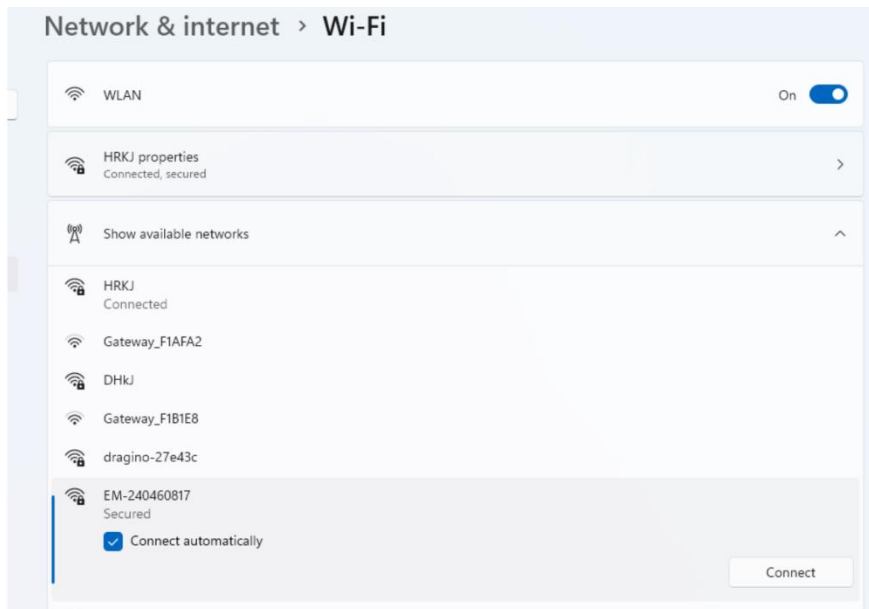 Network & internet > Wi-Fi
WLAN
On
HRKJ properties
Connected, secured
Show available networks
HRKJ
Connected
Gateway_F1AFA2
DHkJ
Gateway_F1B1E8
dragino-27e43c
EM-240460817
Secured
Connect automatically
Connect